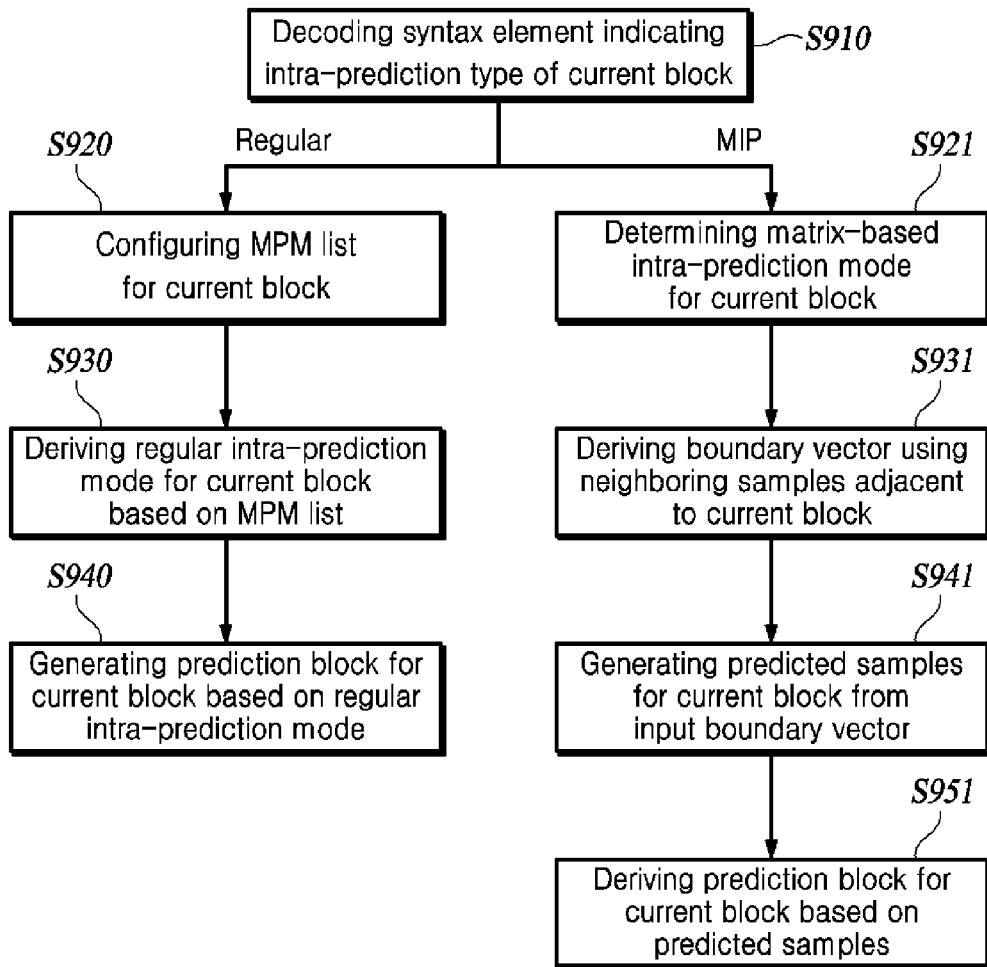 Decoding syntax element indicating
intra-prediction type of current block
S910
Regular
MIP
S920
Configuring MPM list
for current block
S921
Determining matrix-based
intra-prediction mode
for current block
S930
Deriving regular intra-prediction
mode for current block
based on MPM list
S931
Deriving boundary vector using
neighboring samples adjacent
to current block
S940
Generating prediction block for
current block based on regular
intra-prediction mode
S941
Generating predicted samples
for current block from
input boundary vector
S951
Deriving prediction block for
current block based on
predicted samples